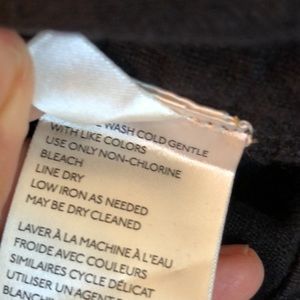 WASH COLD GENTLE
WITH LIKE COLORS
USE ONLY NON-CHLORINE
BLEACH
LINE DRY
LOW IRON AS NEEDED
MAY BE DRY CLEANED
LAVER À LA MACHINE À L'EAU
FROIDE AVEC COULEURS
SIMILAIRES CYCLE DÉLICAT
UTILISER UN AGENT